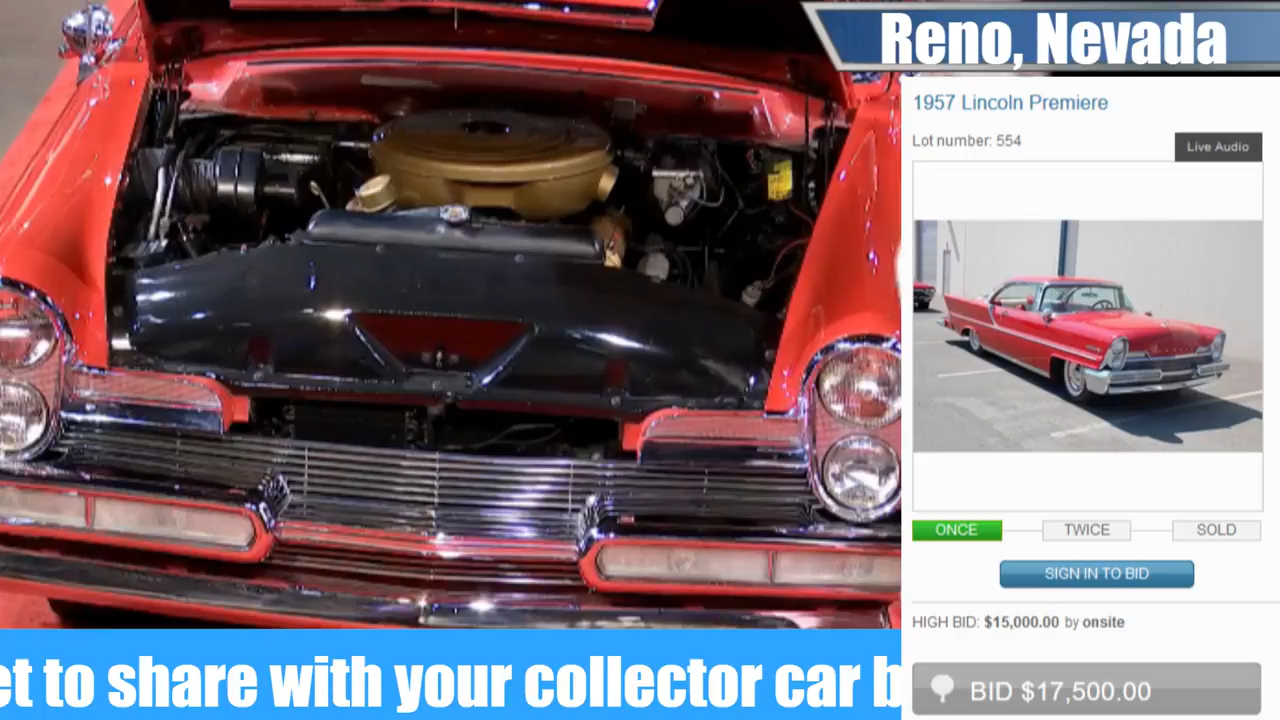 Reno, Nevada
1957 Lincoln Premiere
Lot number: 554
Live Audio
ONCE
TWICE
SOLD
SIGN IN TO BID
HIGH BID: $15,000.00 by onsite
BID $17,500.00
et to share with your collector car b